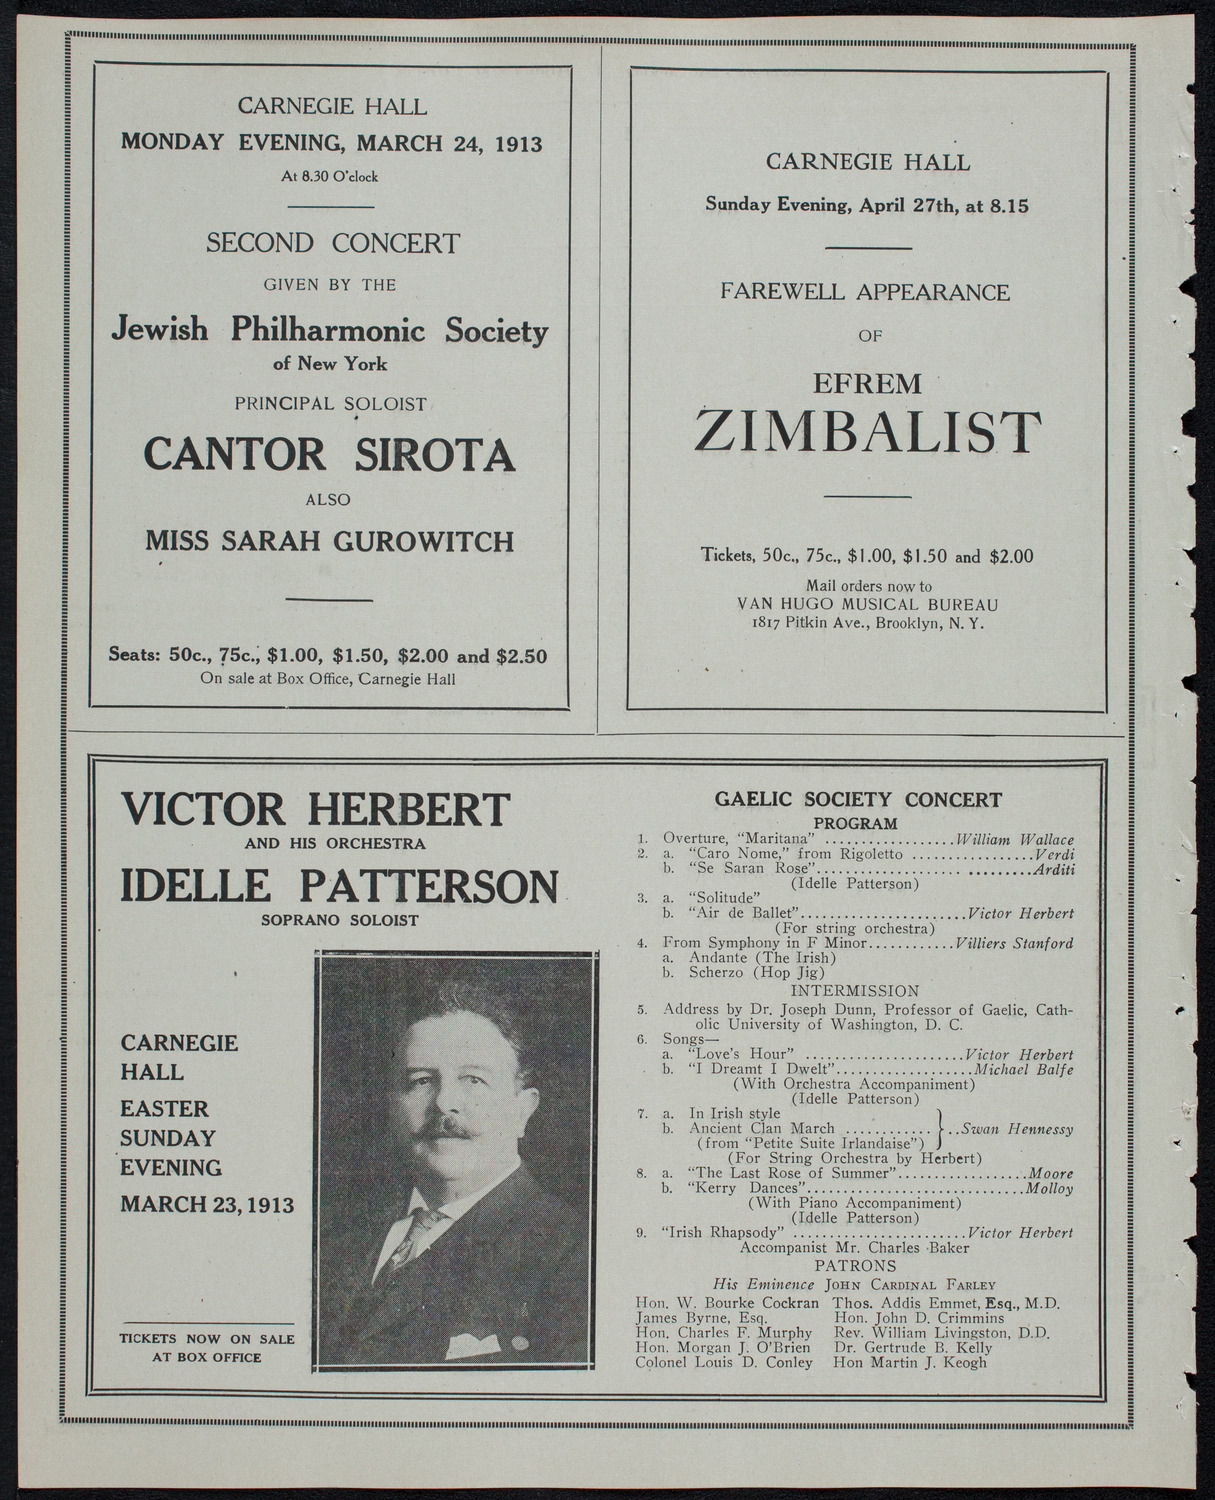 CARNEGIE HALL
MONDAY EVENING, MARCH 24, 1913
At 8.30 O'clock
SECOND CONCERT
GIVEN BY THE
Jewish Philharmonic Society
of New York
PRINCIPAL SOLOIST
CANTOR SIROTA
ALSO
MISS SARAH GUROWITCH
Seats: 50c., 75c., $1.00, $1.50, $2.00 and $2.50
On sale at Box Office, Carnegie Hall
CARNEGIE HALL
Sunday Evening, April 27th, at 8.15
FAREWELL APPEARANCE
OF
EFREM
ZIMBALIST
Tickets, 50c., 75c., $1.00, $1.50 and $2.00
Mail orders now to
VAN HUGO MUSICAL BUREAU
1817 Pitkin Ave., Brooklyn, N. Y.
VICTOR HERBERT
AND HIS ORCHESTRA
IDELLE PATTERSON
SOPRANO SOLOIST
CARNEGIE
HALL
EASTER
SUNDAY
EVENING
MARCH 23, 1913
TICKETS NOW ON SALE
AT BOX OFFICE
GAELIC SOCIETY CONCERT
PROGRAM
1. Overture, "Maritana" ..................William Wallace
2. a. "Caro Nome," from Rigoletto .................Verdi
b. "Se Saran Rose"..............................Arditi
(Idelle Patterson)
3. a. "Solitude"
b. "Air de Ballet".......................Victor Herbert
(For string orchestra)
4. From Symphony in F Minor............Villiers Stanford
a. Andante (The Irish)
b. Scherzo (Hop Jig)
INTERMISSION
5. Address by Dr. Joseph Dunn, Professor of Gaelic, Cath-
olic University of Washington, D. C.
6. Songs—
a. "Love's Hour" ......................Victor Herbert
b. "I Dreamt I Dwelt"...................Michael Balfe
(With Orchestra Accompaniment)
(Idelle Patterson)
7. a. In Irish style
b. Ancient Clan March ............ } ..Swan Hennessy
(from "Petite Suite Irlandaise")
(For String Orchestra by Herbert)
8. a. "The Last Rose of Summer"..................Moore
b. "Kerry Dances"..............................Molloy
(With Piano Accompaniment)
(Idelle Patterson)
9. "Irish Rhapsody" ........................Victor Herbert
Accompanist Mr. Charles Baker
PATRONS
His Eminence JOHN CARDINAL FARLEY
Hon. W. Bourke Cockran Thos. Addis Emmet, Esq., M.D.
James Byrne, Esq. Hon. John D. Crimmins
Hon. Charles F. Murphy Rev. William Livingston, D.D.
Hon. Morgan J. O'Brien Dr. Gertrude B. Kelly
Colonel Louis D. Conley Hon Martin J. Keogh